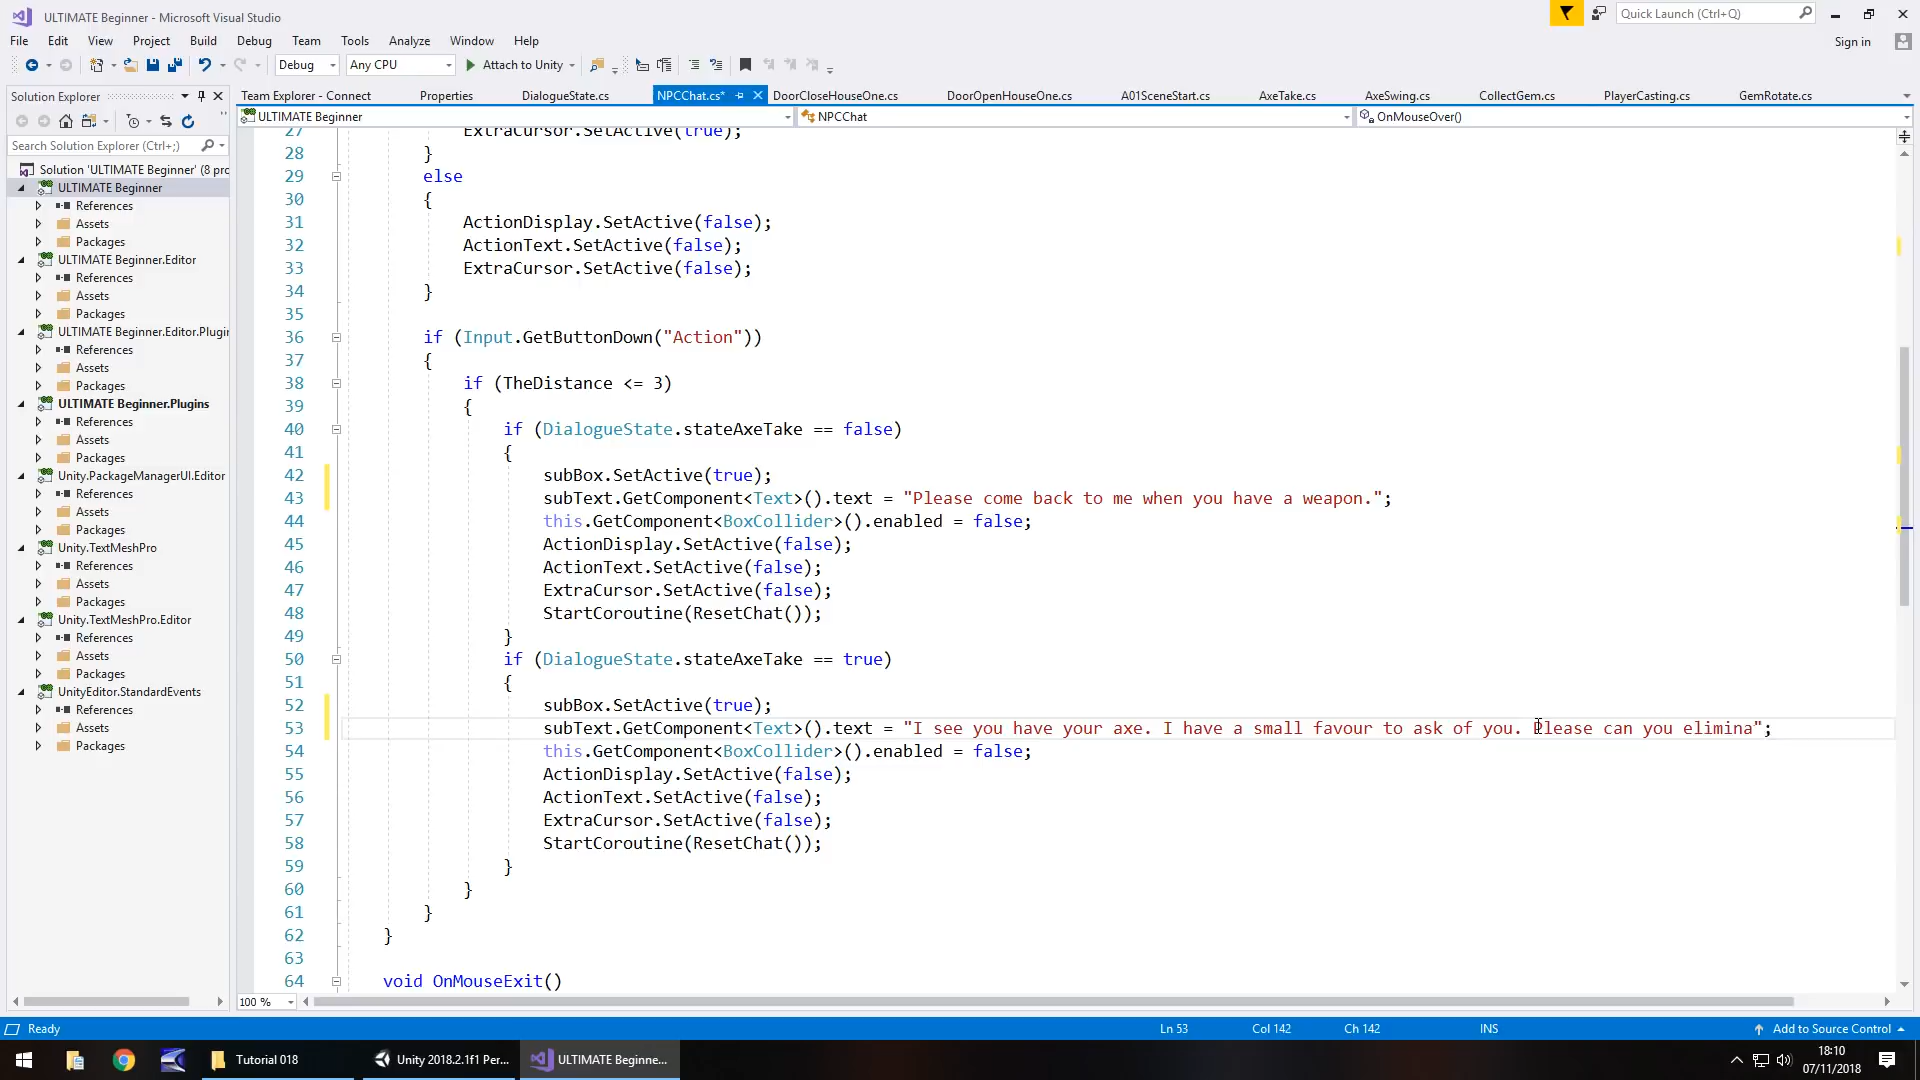 ULTIMATE Beginner - Microsoft Visual Studio
Quick Launch (Ctrl+Q)
File Edit View Project Build Debug Team Tools Analyze Window Help
Sign in
Debug Any CPU Attach to Unity
Solution Explorer
Team Explorer - Connect Properties DialogueState.cs NPCChat.cs* DoorCloseHouseOne.cs DoorOpenHouseOne.cs A01SceneStart.cs AxeTake.cs AxeSwing.cs CollectGem.cs PlayerCasting.cs GemRotate.cs
ULTIMATE Beginner NPCChat OnMouseOver()
Search Solution Explorer (Ctrl+;)
Solution 'ULTIMATE Beginner' (8 pro
ULTIMATE Beginner
References
Assets
Packages
ULTIMATE Beginner.Editor
References
Assets
Packages
ULTIMATE Beginner.Editor.Plugin
References
Assets
Packages
ULTIMATE Beginner.Plugins
References
Assets
Packages
Unity.PackageManagerUI.Editor
References
Assets
Packages
Unity.TextMeshPro
References
Assets
Packages
Unity.TextMeshPro.Editor
References
Assets
Packages
UnityEditor.StandardEvents
References
Assets
Packages
27 ExtraCursor.SetActive(true);
28 }
29 else
30 {
31 ActionDisplay.SetActive(false);
32 ActionText.SetActive(false);
33 ExtraCursor.SetActive(false);
34 }
35
36 if (Input.GetButtonDown("Action"))
37 {
38 if (TheDistance <= 3)
39 {
40 if (DialogueState.stateAxeTake == false)
41 {
42 subBox.SetActive(true);
43 subText.GetComponent<Text>().text = "Please come back to me when you have a weapon.";
44 this.GetComponent<BoxCollider>().enabled = false;
45 ActionDisplay.SetActive(false);
46 ActionText.SetActive(false);
47 ExtraCursor.SetActive(false);
48 StartCoroutine(ResetChat());
49 }
50 if (DialogueState.stateAxeTake == true)
51 {
52 subBox.SetActive(true);
53 subText.GetComponent<Text>().text = "I see you have your axe. I have a small favour to ask of you. Please can you elimina";
54 this.GetComponent<BoxCollider>().enabled = false;
55 ActionDisplay.SetActive(false);
56 ActionText.SetActive(false);
57 ExtraCursor.SetActive(false);
58 StartCoroutine(ResetChat());
59 }
60 }
61 }
62 }
63
64 void OnMouseExit()
100 %
Ready Ln 53 Col 142 Ch 142 INS Add to Source Control
Tutorial 018 Unity 2018.2.1f1 Per... ULTIMATE Beginne...
18:10
07/11/2018